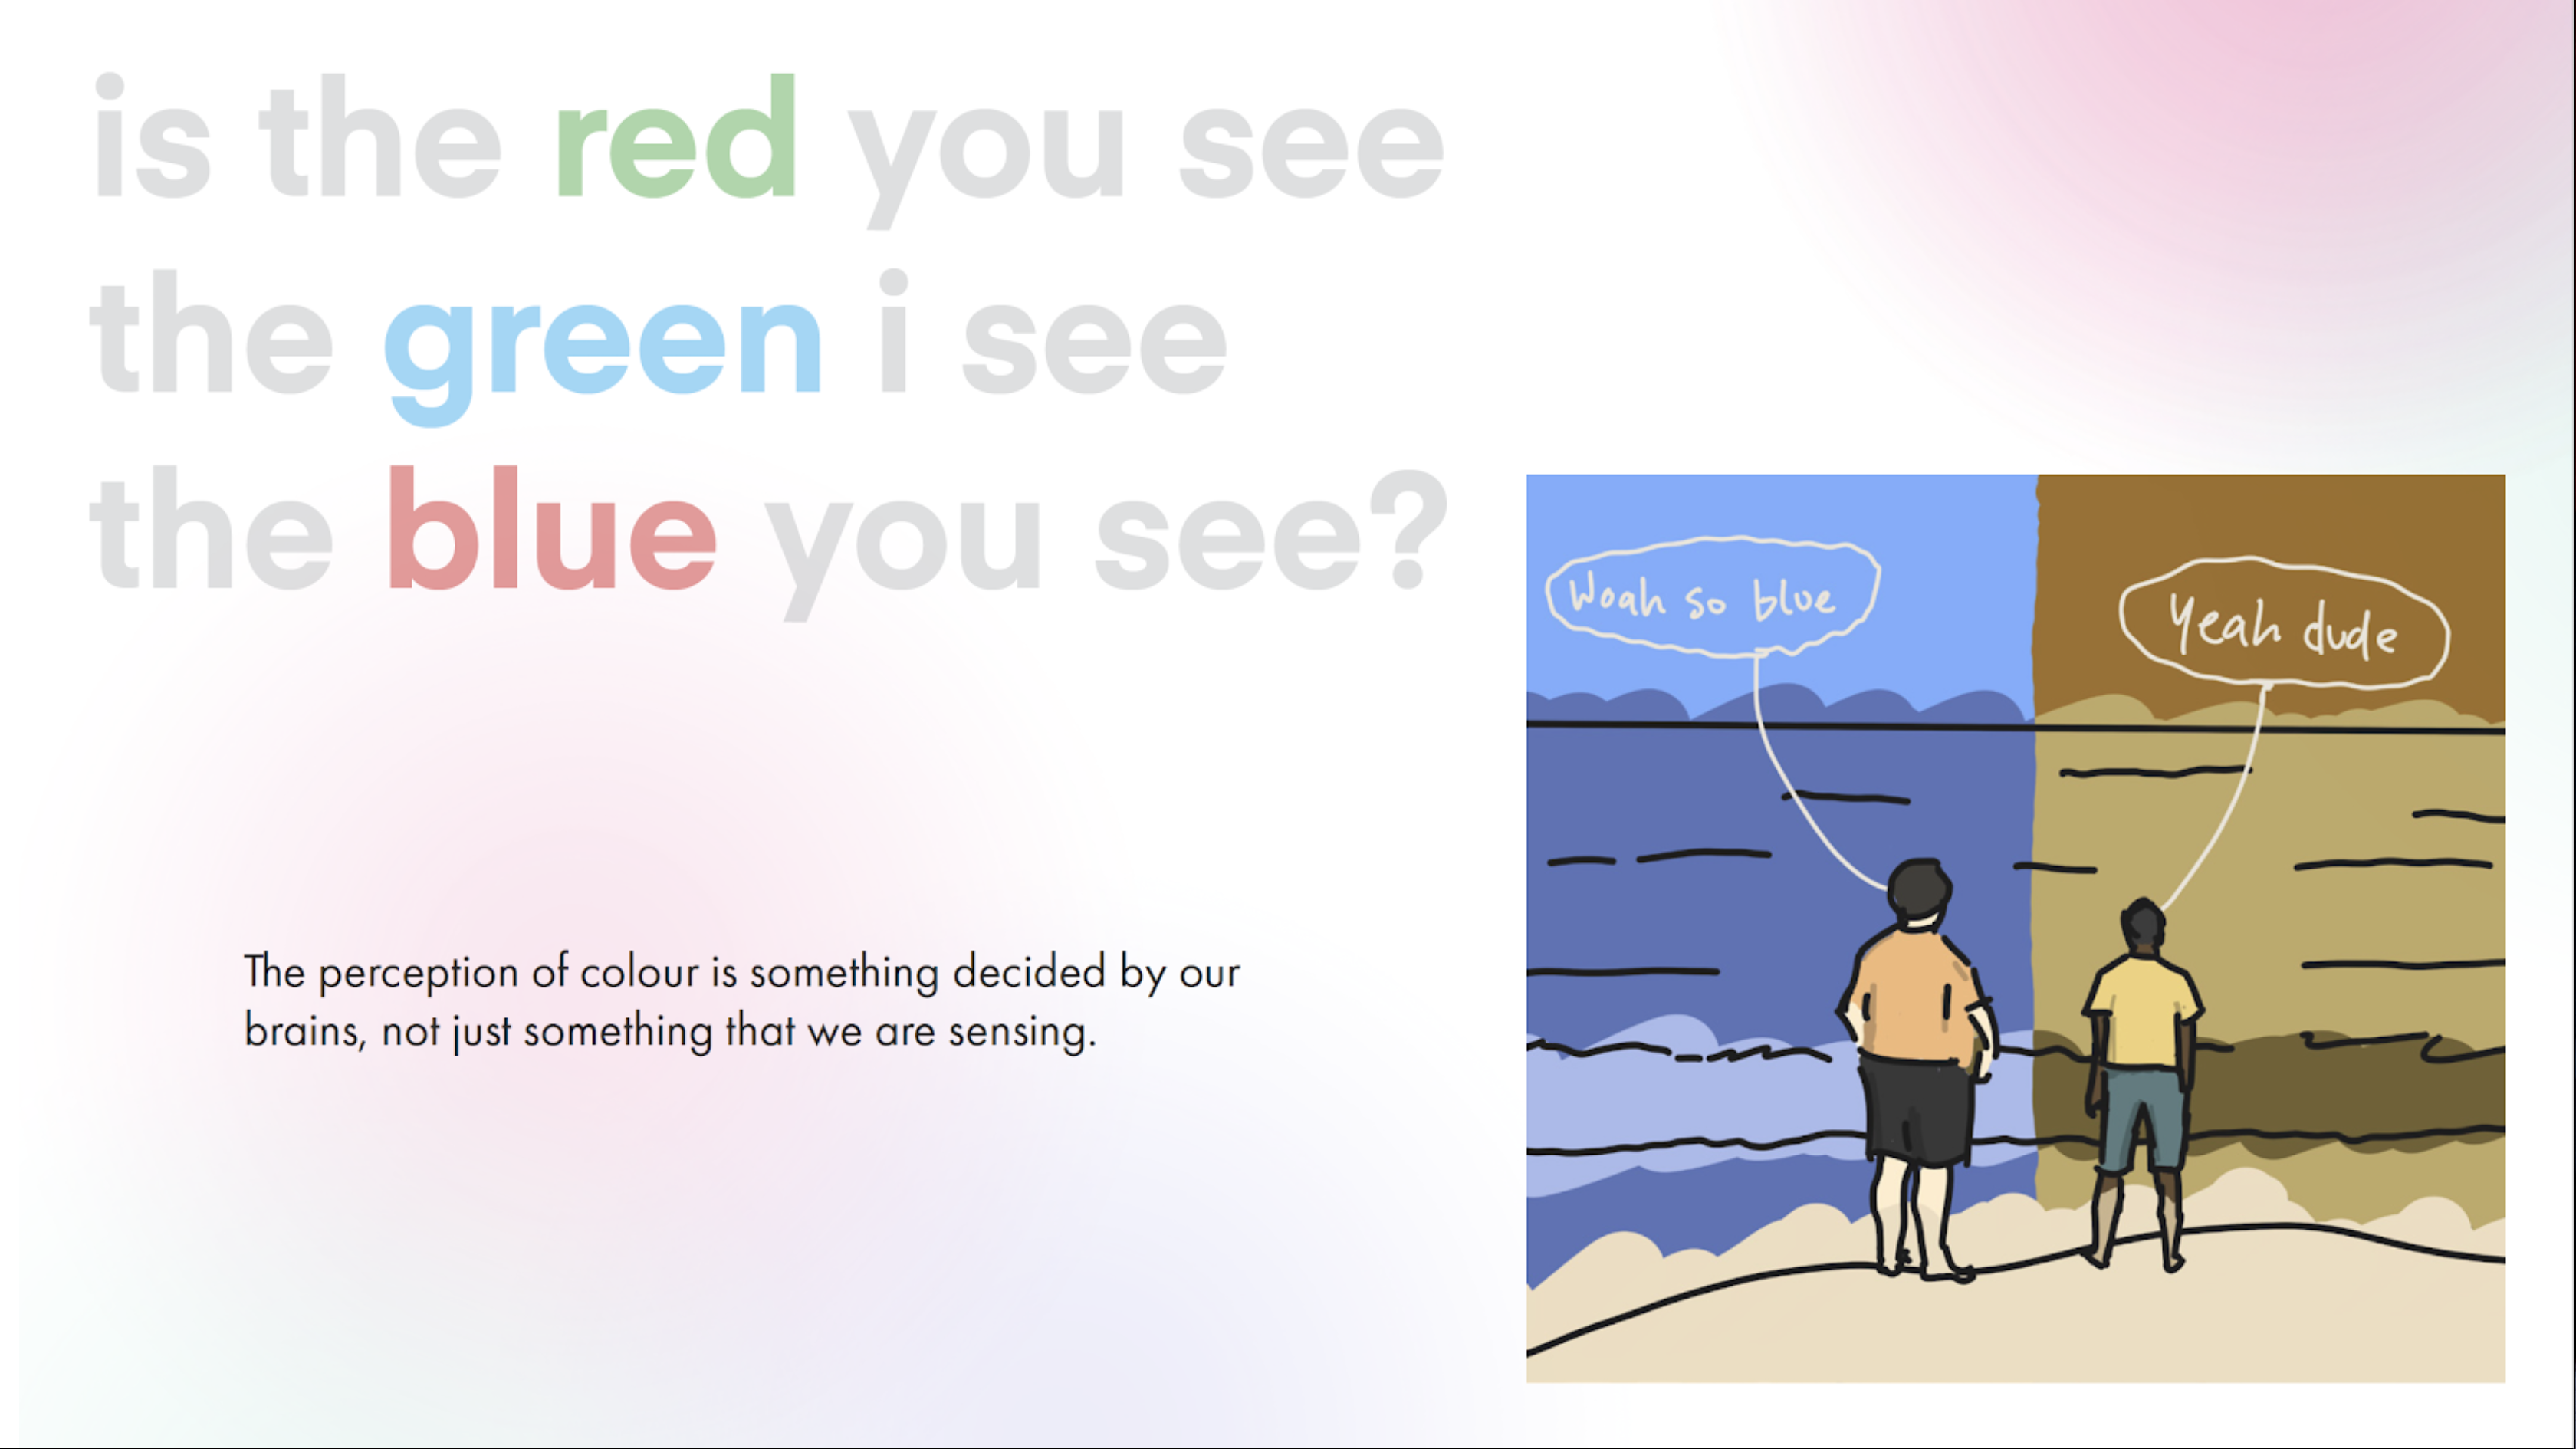 is the red you see
the green i see
the blue you see?
Woah so blue
Yeah dude
The perception of colour is something decided by our
brains, not just something that we are sensing.